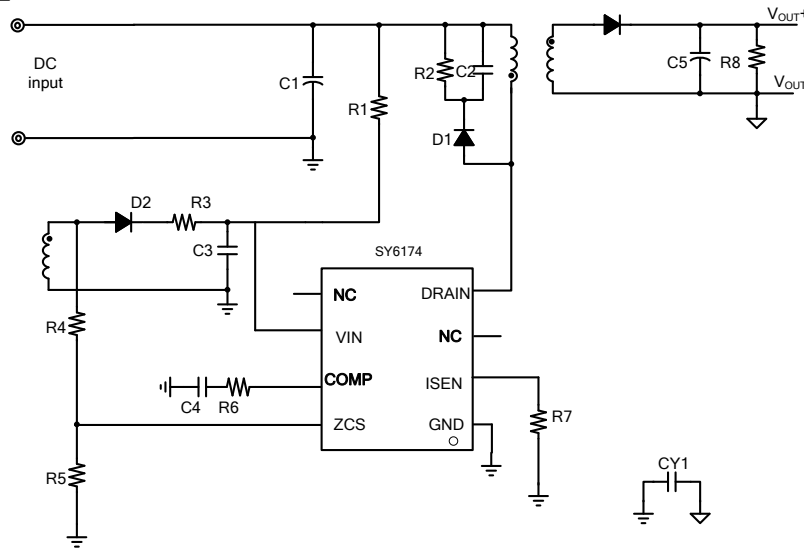 VOUT+
DC
input
C1
R1
R2
C2
C5
R8
VOUT
D1
D2
R3
C3
SY6174
NC
DRAIN
R4
VIN
NC
COMP
ISEN
C4
R6
ZCS
GND
R7
R5
CY1